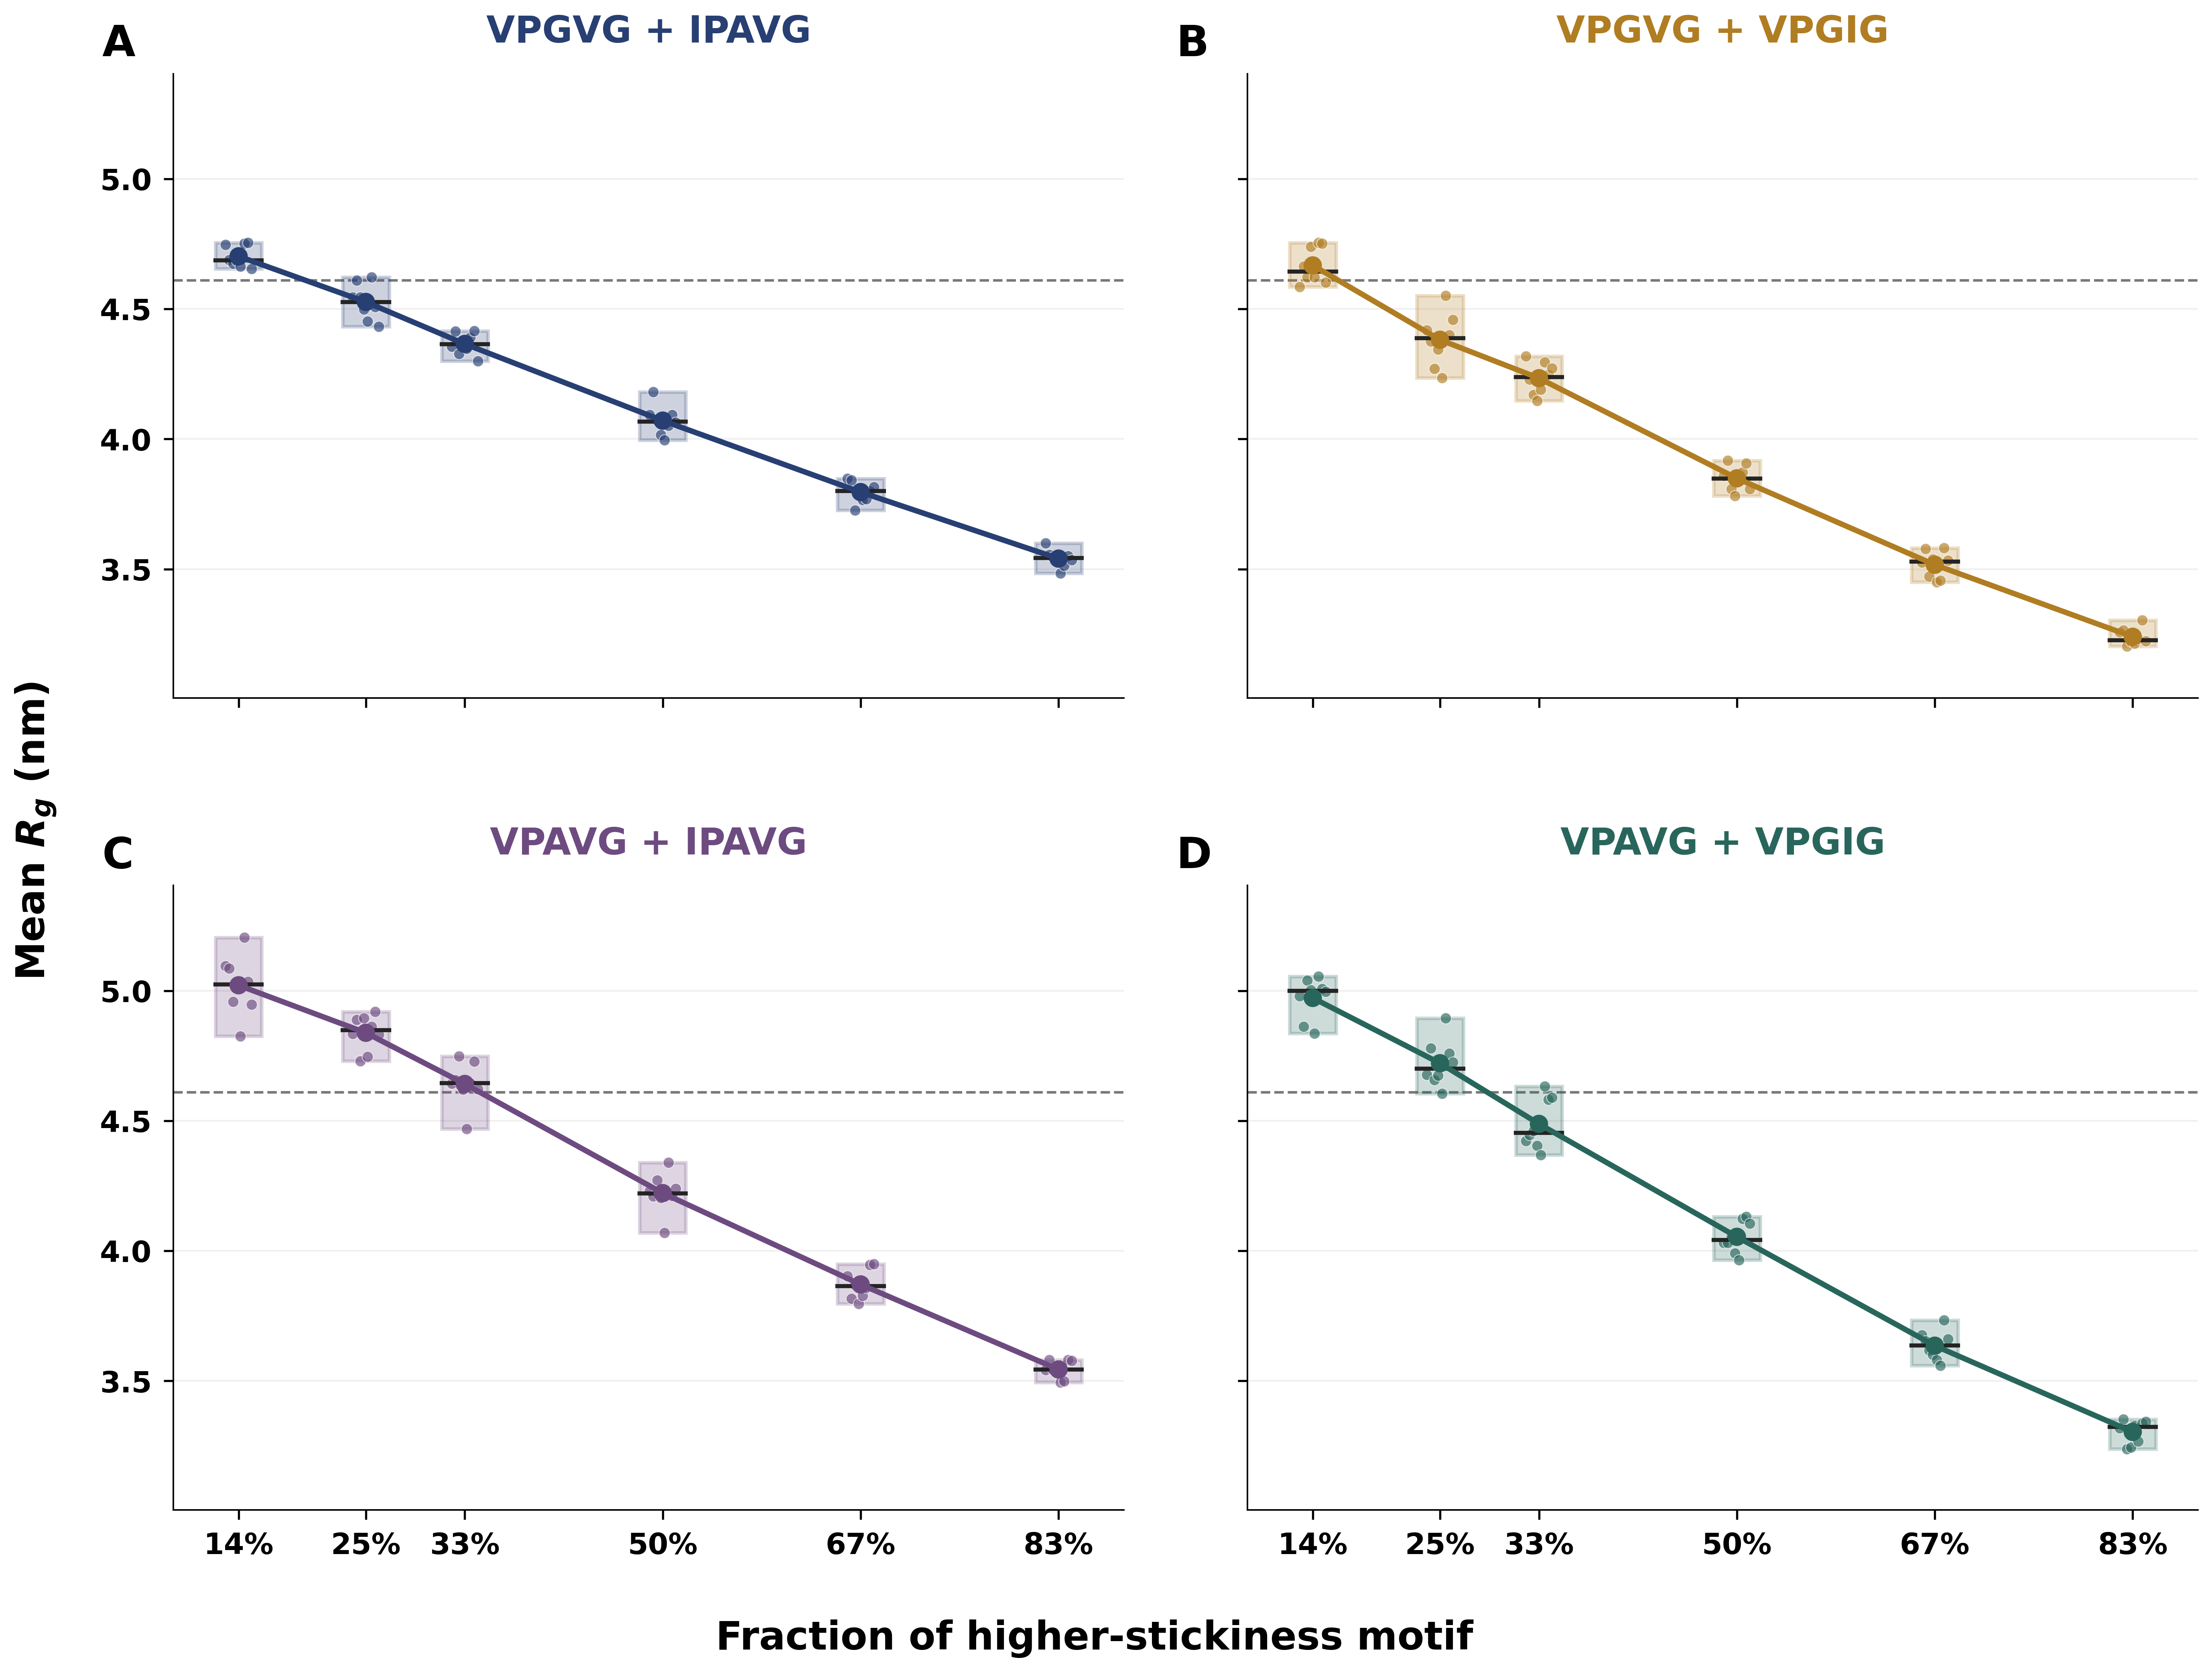 A
VPGVG + IPAVG
B
VPGVG + VPGIG
5.0
4.5
4.0
3.5
Mean Rg (nm)
C
VPAVG + IPAVG
D
VPAVG + VPGIG
5.0
4.5
4.0
3.5
14% 25% 33% 50% 67% 83%
14% 25% 33% 50% 67% 83%
Fraction of higher-stickiness motif